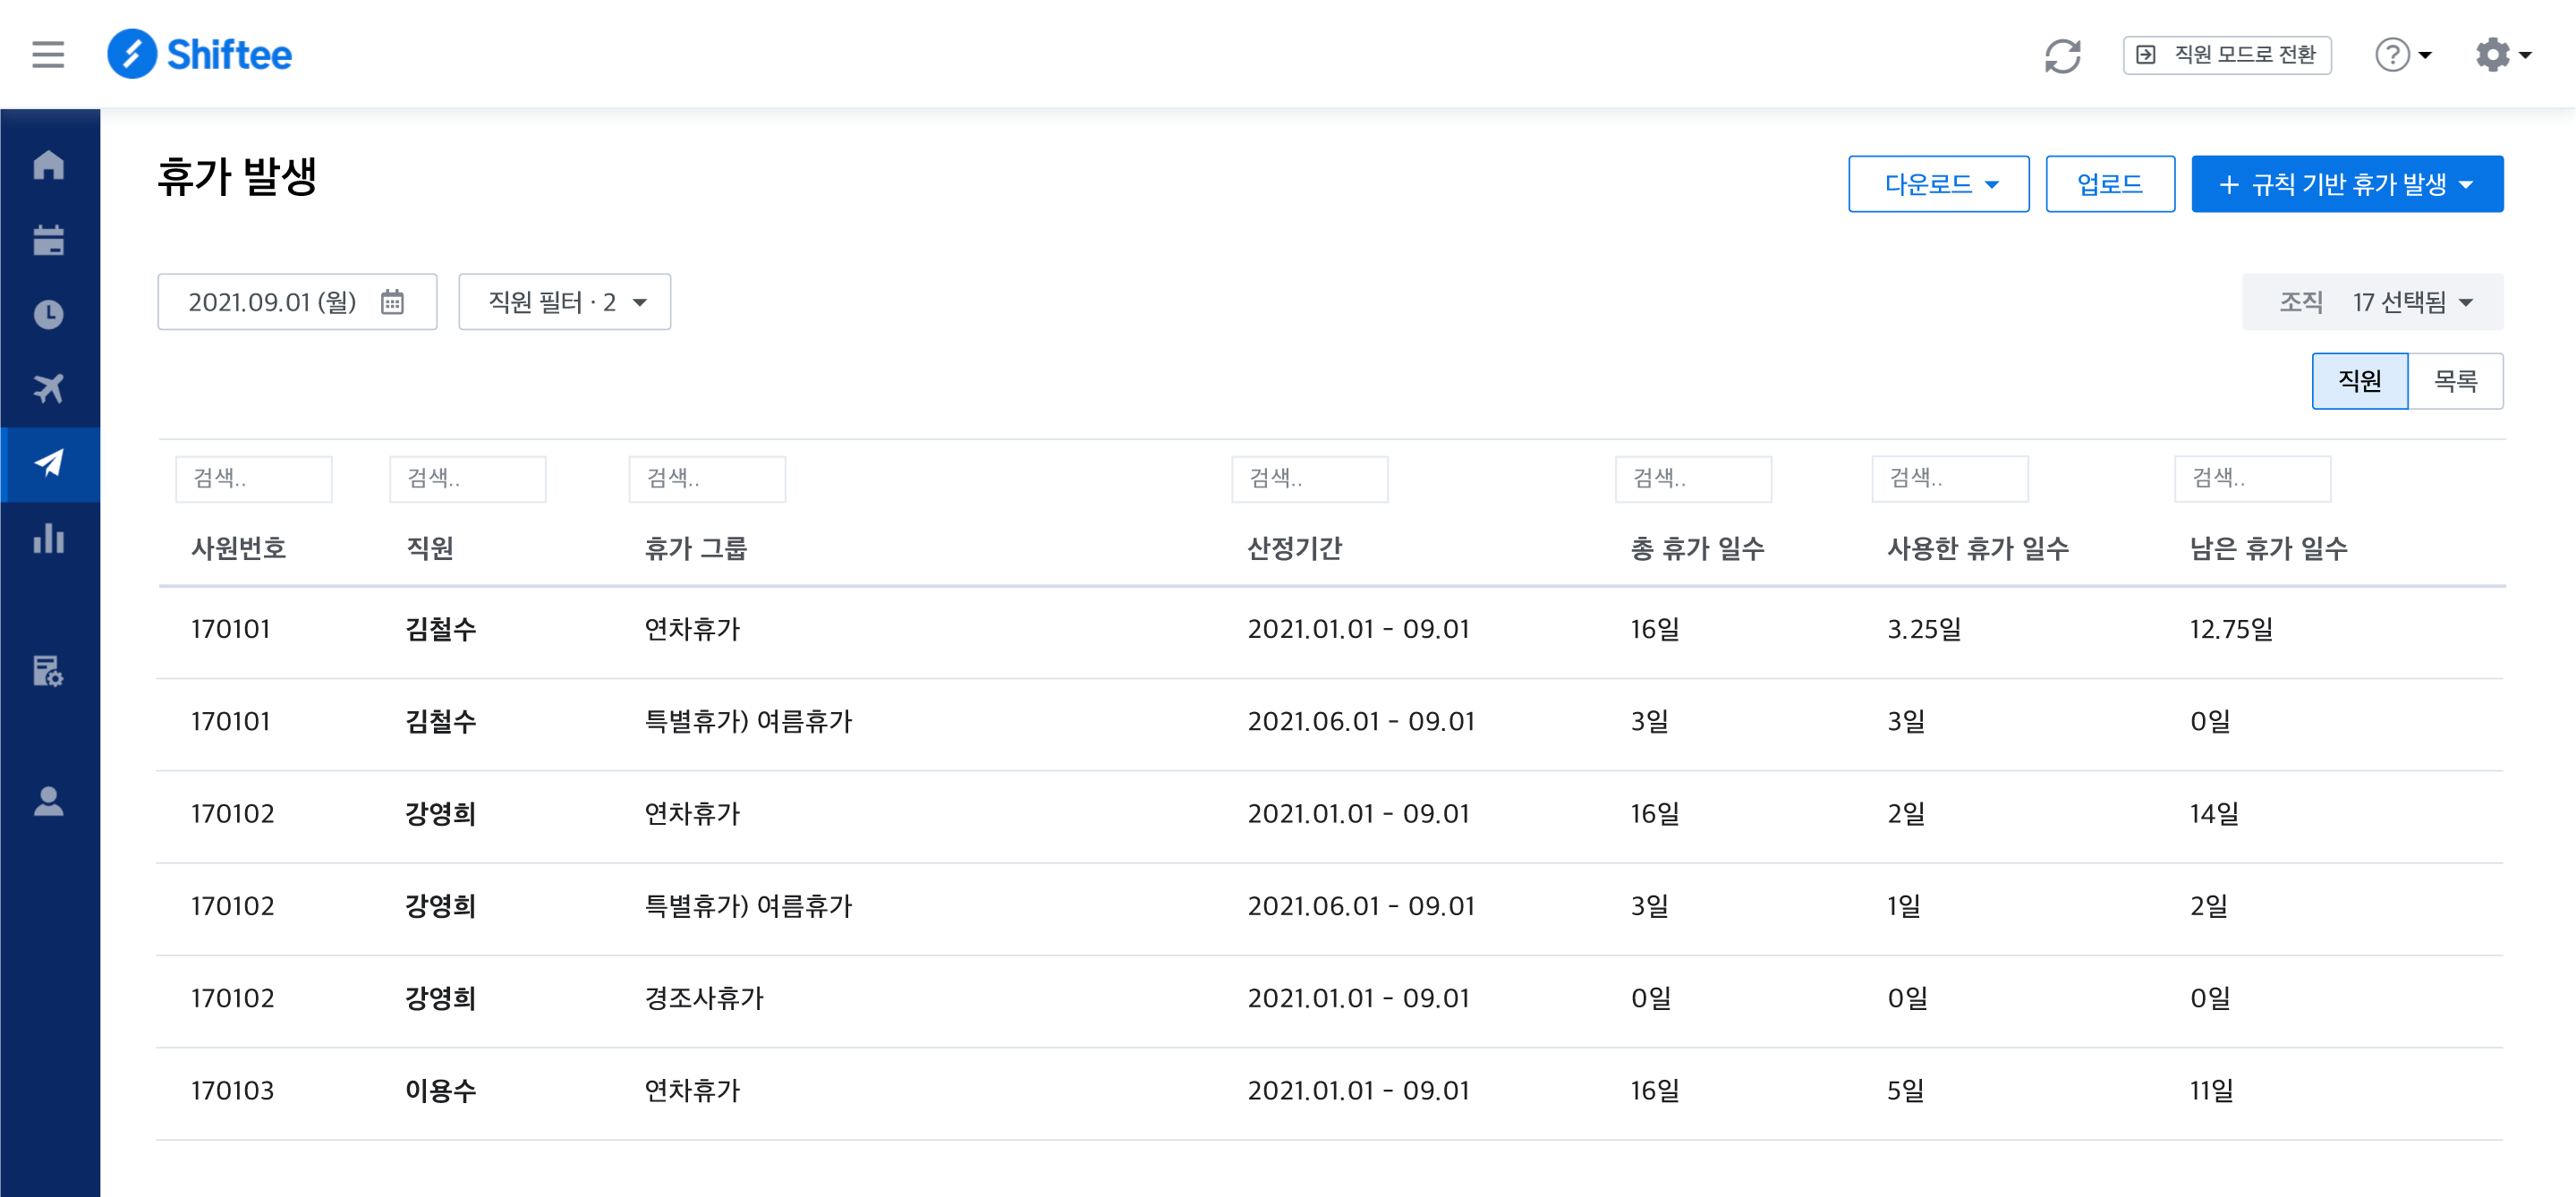 Shiftee
직원 모드로 전환
?
휴가 발생
다운로드
업로드
+ 규칙 기반 휴가 발생
2021.09.01 (월)
직원 필터 · 2
조직 17 선택됨
직원 목록
검색.. 검색.. 검색.. 검색.. 검색.. 검색.. 검색..
사원번호 직원 휴가 그룹 산정기간 총 휴가 일수 사용한 휴가 일수 남은 휴가 일수
170101 김철수 연차휴가 2021.01.01 - 09.01 16일 3.25일 12.75일
170101 김철수 특별휴가) 여름휴가 2021.06.01 - 09.01 3일 3일 0일
170102 강영희 연차휴가 2021.01.01 - 09.01 16일 2일 14일
170102 강영희 특별휴가) 여름휴가 2021.06.01 - 09.01 3일 1일 2일
170102 강영희 경조사휴가 2021.01.01 - 09.01 0일 0일 0일
170103 이용수 연차휴가 2021.01.01 - 09.01 16일 5일 11일